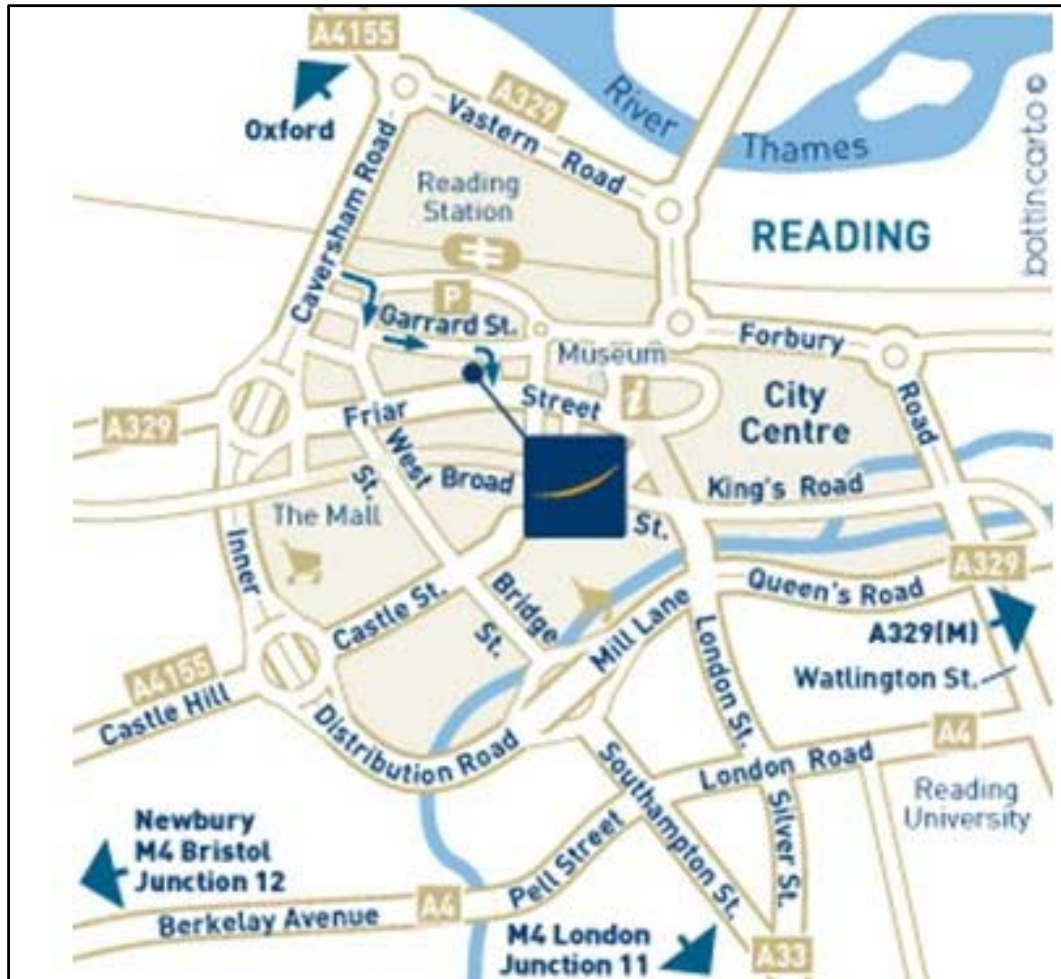 A4155
Oxford
A329
Vastern Road
River
Thames
bottincarto ©
Caversham Road
Reading
Station
READING
P
Garrard St.
Museum
Forbury
Road
City
Centre
A329
Friar
Street
i
West
St.
Broad
St.
King's Road
The Mall
Inner
Distribution Road
Castle St.
Bridge
St.
Mill Lane
Queen's Road
A329
A329(M)
Watlington St.
London St.
A4155
Castle Hill
A4
London Road
Southampton St.
Silver St.
Reading
University
Newbury
M4 Bristol
Junction 12
Pell Street
Berkelay Avenue
A4
M4 London
Junction 11
A33